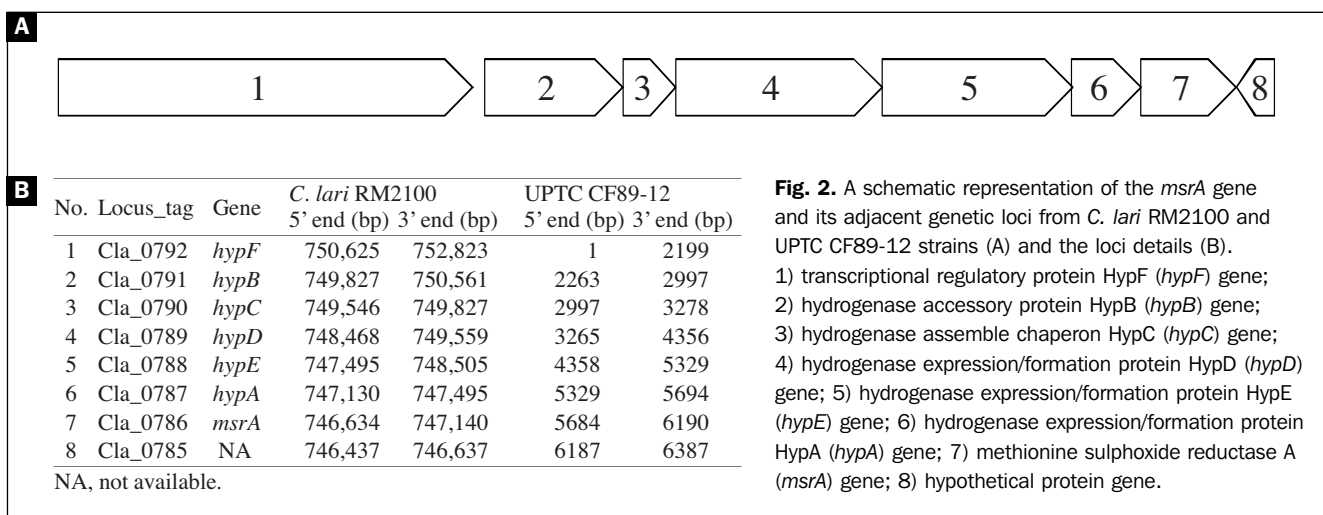 A
1 2 3 4 5 6 7 8
B
No. Locus_tag Gene C. lari RM2100 UPTC CF89-12
5' end (bp) 3' end (bp) 5' end (bp) 3' end (bp)
1 Cla_0792 hypF 750,625 752,823 1 2199
2 Cla_0791 hypB 749,827 750,561 2263 2997
3 Cla_0790 hypC 749,546 749,827 2997 3278
4 Cla_0789 hypD 748,468 749,559 3265 4356
5 Cla_0788 hypE 747,495 748,505 4358 5329
6 Cla_0787 hypA 747,130 747,495 5329 5694
7 Cla_0786 msrA 746,634 747,140 5684 6190
8 Cla_0785 NA 746,437 746,637 6187 6387
NA, not available.
Fig. 2. A schematic representation of the msrA gene
and its adjacent genetic loci from C. lari RM2100 and
UPTC CF89-12 strains (A) and the loci details (B).
1) transcriptional regulatory protein HypF (hypF) gene;
2) hydrogenase accessory protein HypB (hypB) gene;
3) hydrogenase assemble chaperon HypC (hypC) gene;
4) hydrogenase expression/formation protein HypD (hypD)
gene; 5) hydrogenase expression/formation protein HypE
(hypE) gene; 6) hydrogenase expression/formation protein
HypA (hypA) gene; 7) methionine sulphoxide reductase A
(msrA) gene; 8) hypothetical protein gene.